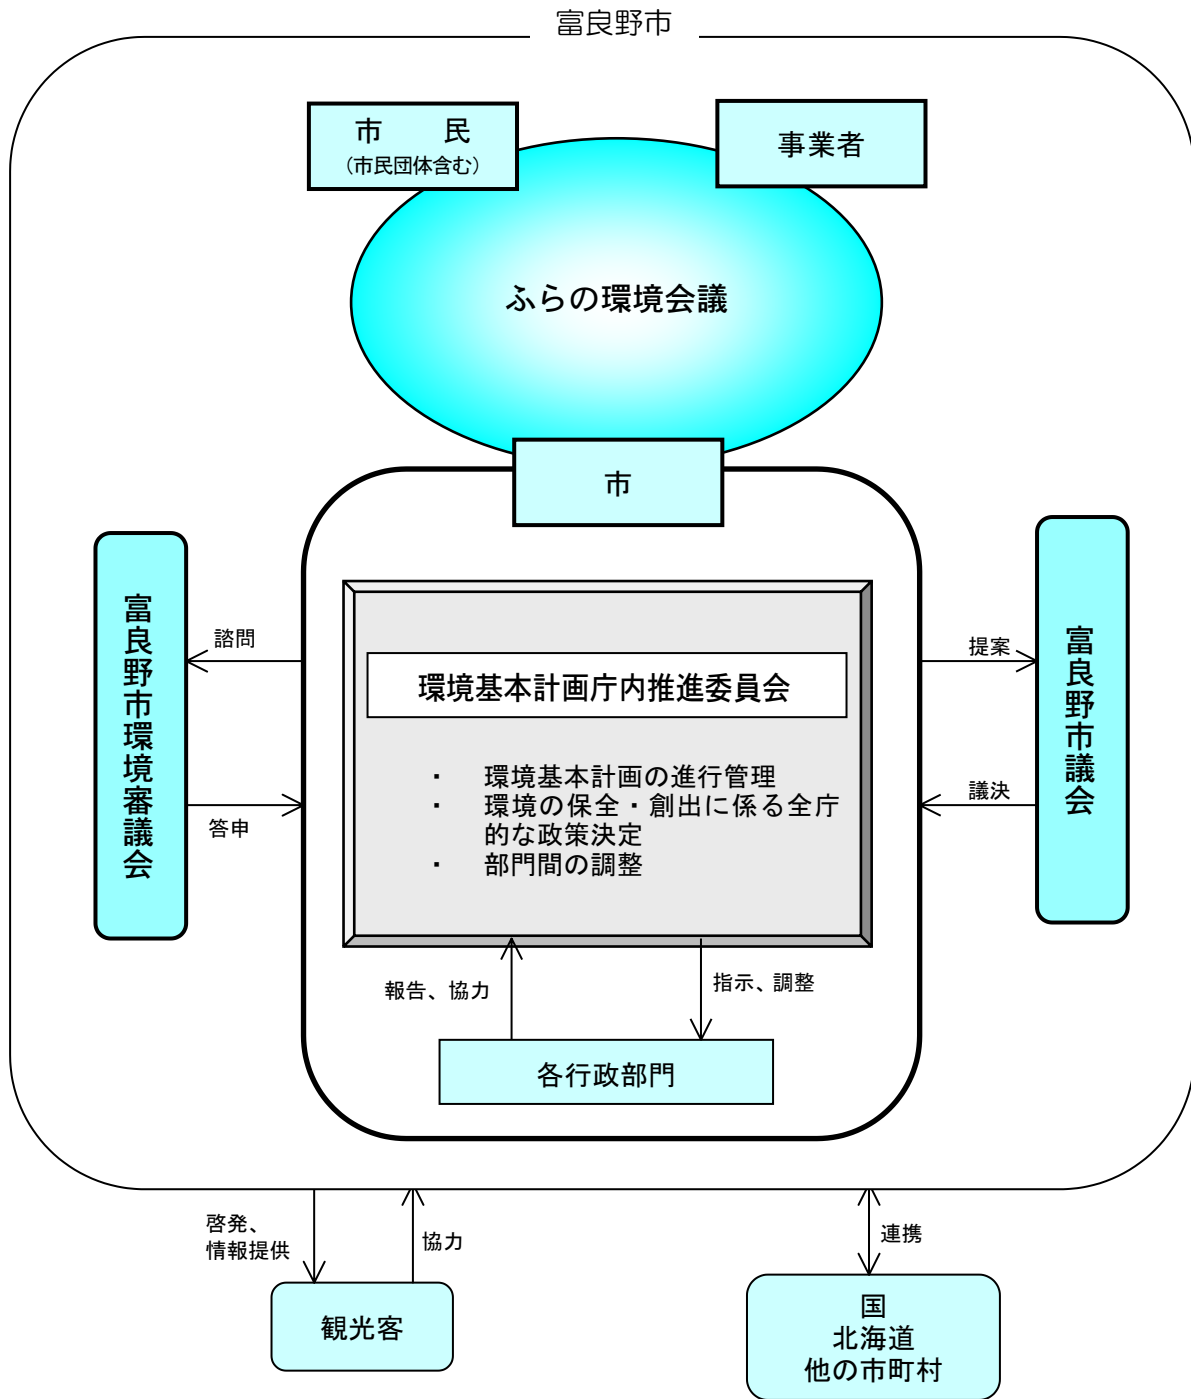 富良野市
市　　民
（市民団体含む）
事業者
ふらの環境会議
市
富良野市環境審議会
諮問
答申
環境基本計画庁内推進委員会
・　環境基本計画の進行管理
・　環境の保全・創出に係る全庁
的な政策決定
・　部門間の調整
提案
議決
富良野市議会
報告、協力
指示、調整
各行政部門
啓発、
情報提供
協力
連携
観光客
国
北海道
他の市町村